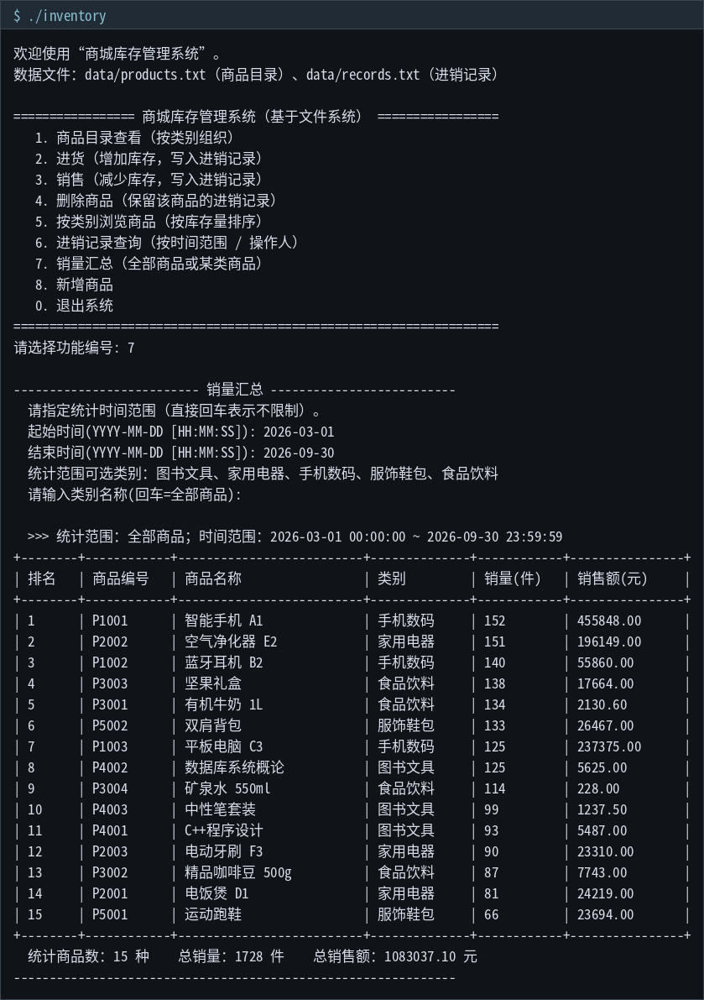 $ ./inventory
欢迎使用“商城库存管理系统”。
数据文件：data/products.txt（商品目录）、data/records.txt（进销记录）
================= 商城库存管理系统（基于文件系统） =================
1. 商品目录查看（按类别组织）
2. 进货（增加库存，写入进销记录）
3. 销售（减少库存，写入进销记录）
4. 删除商品（保留该商品的进销记录）
5. 按类别浏览商品（按库存量排序）
6. 进销记录查询（按时间范围 / 操作人）
7. 销量汇总（全部商品或某类商品）
8. 新增商品
0. 退出系统
====================================================================
请选择功能编号: 7
-------------------------- 销量汇总 --------------------------
请指定统计时间范围（直接回车表示不限制）。
起始时间(YYYY-MM-DD [HH:MM:SS]): 2026-03-01
结束时间(YYYY-MM-DD [HH:MM:SS]): 2026-09-30
统计范围可选类别：图书文具、家用电器、手机数码、服饰鞋包、食品饮料
请输入类别名称(回车=全部商品):
>>> 统计范围：全部商品；时间范围：2026-03-01 00:00:00 ~ 2026-09-30 23:59:59
+--------+------------+--------------------------+--------------+------------+----------------+
| 排名 | 商品编号 | 商品名称 | 类别 | 销量(件) | 销售额(元) |
+--------+------------+--------------------------+--------------+------------+----------------+
| 1 | P1001 | 智能手机 A1 | 手机数码 | 152 | 455848.00 |
| 2 | P2002 | 空气净化器 E2 | 家用电器 | 151 | 196149.00 |
| 3 | P1002 | 蓝牙耳机 B2 | 手机数码 | 140 | 55860.00 |
| 4 | P3003 | 坚果礼盒 | 食品饮料 | 138 | 17664.00 |
| 5 | P3001 | 有机牛奶 1L | 食品饮料 | 134 | 2130.60 |
| 6 | P5002 | 双肩背包 | 服饰鞋包 | 133 | 26467.00 |
| 7 | P1003 | 平板电脑 C3 | 手机数码 | 125 | 237375.00 |
| 8 | P4002 | 数据库系统概论 | 图书文具 | 125 | 5625.00 |
| 9 | P3004 | 矿泉水 550ml | 食品饮料 | 114 | 228.00 |
| 10 | P4003 | 中性笔套装 | 图书文具 | 99 | 1237.50 |
| 11 | P4001 | C++程序设计 | 图书文具 | 93 | 5487.00 |
| 12 | P2003 | 电动牙刷 F3 | 家用电器 | 90 | 23310.00 |
| 13 | P3002 | 精品咖啡豆 500g | 食品饮料 | 87 | 7743.00 |
| 14 | P2001 | 电饭煲 D1 | 家用电器 | 81 | 24219.00 |
| 15 | P5001 | 运动跑鞋 | 服饰鞋包 | 66 | 23694.00 |
+--------+------------+--------------------------+--------------+------------+----------------+
统计商品数：15 种 总销量：1728 件 总销售额：1083037.10 元
--------------------------------------------------------------